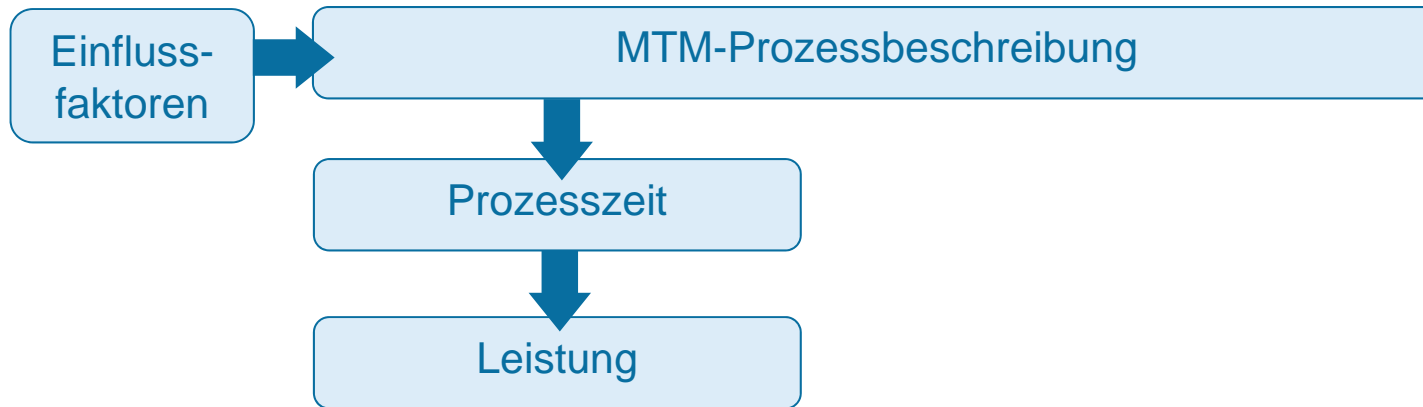 Einfluss-
faktoren
MTM-Prozessbeschreibung
Prozesszeit
Leistung